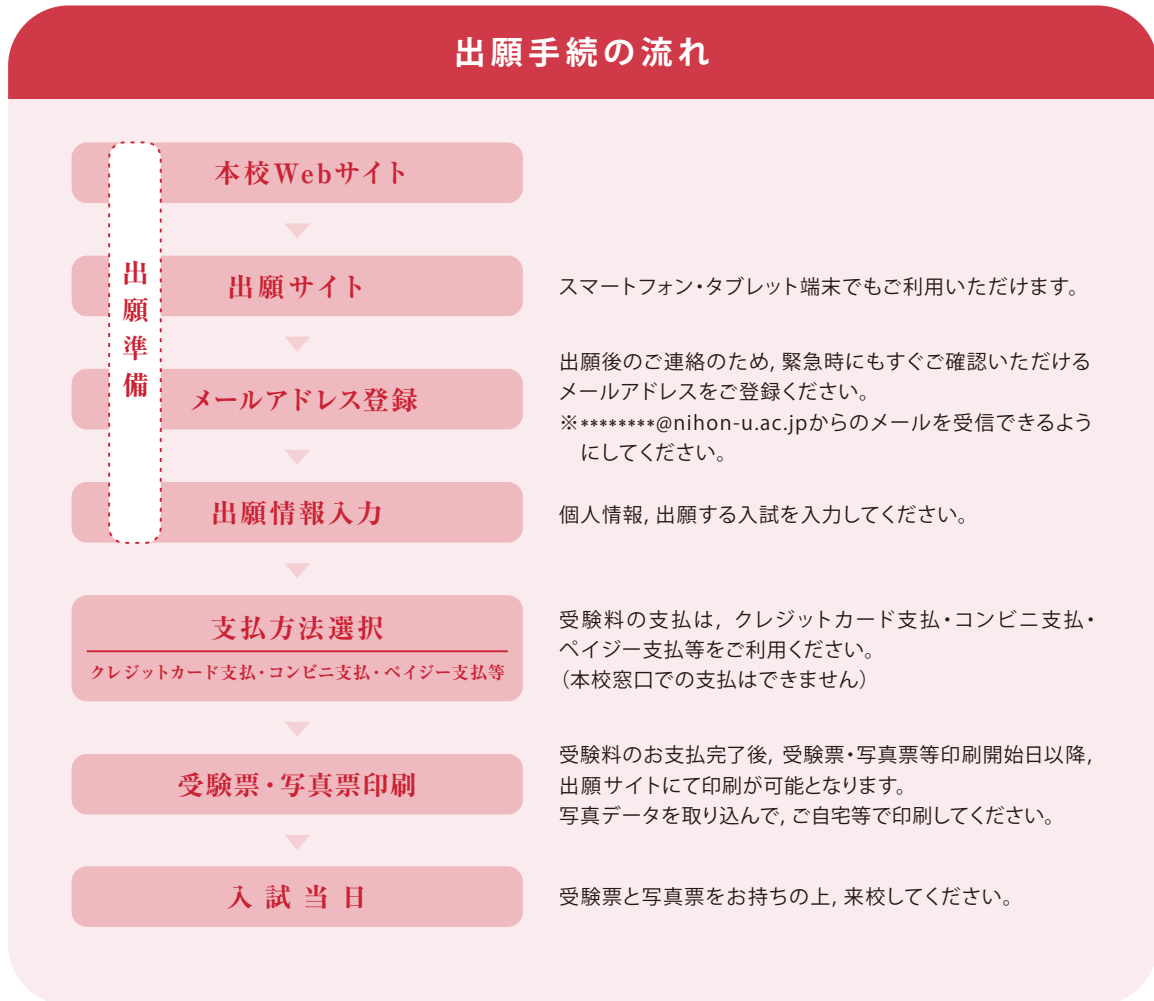 出願手続の流れ
出願準備
本校Webサイト
出願サイト
スマートフォン・タブレット端末でもご利用いただけます。
メールアドレス登録
出願後のご連絡のため, 緊急時にもすぐご確認いただける
メールアドレスをご登録ください。
※********@nihon-u.ac.jpからのメールを受信できるよう
にしてください。
出願情報入力
個人情報, 出願する入試を入力してください。
支払方法選択
クレジットカード支払・コンビニ支払・ペイジー支払等
受験料の支払は, クレジットカード支払・コンビニ支払・
ペイジー支払等をご利用ください。
(本校窓口での支払はできません)
受験票・写真票印刷
受験料のお支払完了後, 受験票・写真票等印刷開始日以降,
出願サイトにて印刷が可能となります。
写真データを取り込んで, ご自宅等で印刷してください。
入試当日
受験票と写真票をお持ちの上, 来校してください。